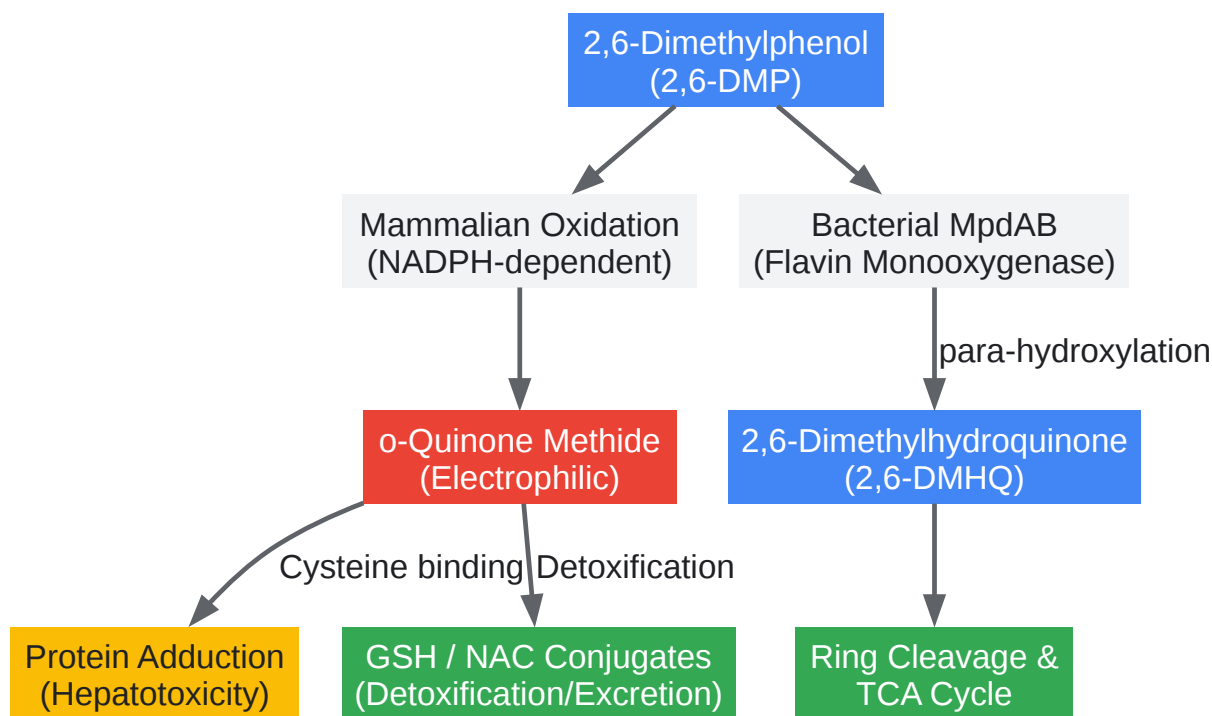 2,6-Dimethylphenol
(2,6-DMP)
Mammalian Oxidation
(NADPH-dependent)
Bacterial MpdAB
(Flavin Monooxygenase)
para-hydroxylation
o-Quinone Methide
(Electrophilic)
2,6-Dimethylhydroquinone
(2,6-DMHQ)
Cysteine binding
Detoxification
Protein Adduction
(Hepatotoxicity)
GSH / NAC Conjugates
(Detoxification/Excretion)
Ring Cleavage &
TCA Cycle